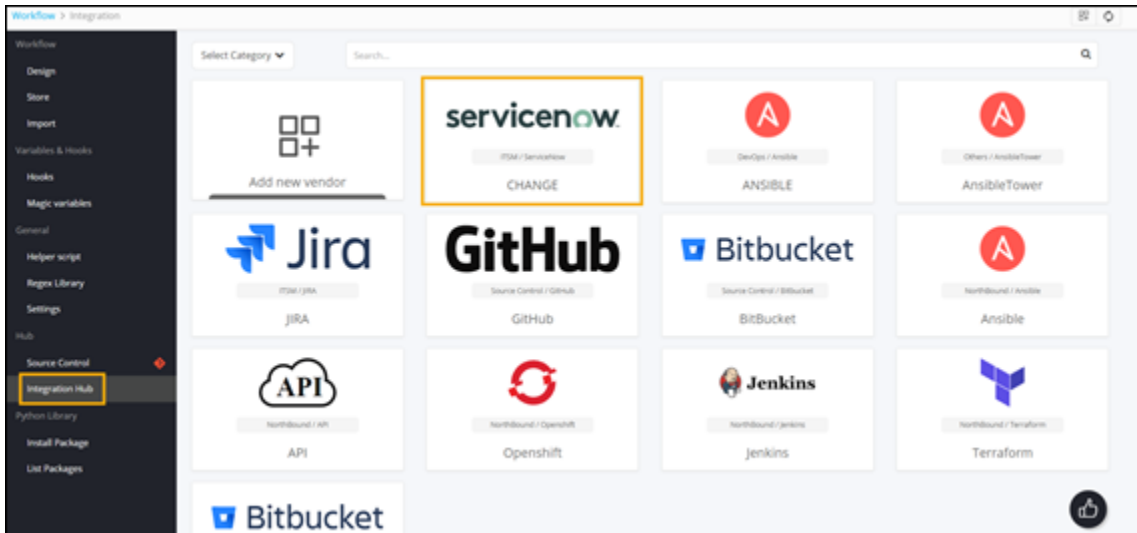 Workflow > Integration
Workflow
Design
Store
Import
Variables & Hooks
Hooks
Magic variables
General
Helper script
Regex Library
Settings
Hub
Source Control
Integration Hub
Python Library
Install Package
List Packages
Select Category
Search...
Add new vendor
servicenow
ITSM / ServiceNow
CHANGE
DevOps / Ansible
ANSIBLE
Others / AnsibleTower
AnsibleTower
Jira
ITSM / JIRA
JIRA
GitHub
Source Control / GitHub
GitHub
Bitbucket
Source Control / Bitbucket
BitBucket
NorthBound / Ansible
Ansible
API
NorthBound / API
API
NorthBound / Openshift
Openshift
Jenkins
NorthBound / Jenkins
Jenkins
NorthBound / Terraform
Terraform
Bitbucket